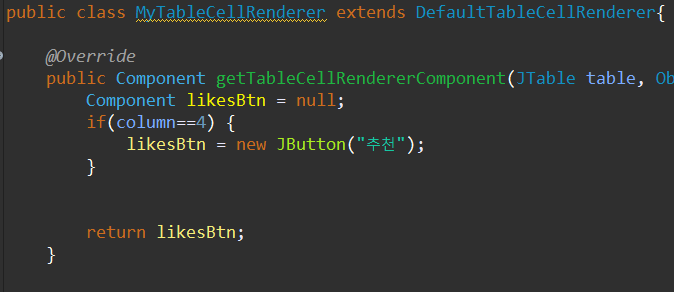 public class MyTableCellRenderer extends DefaultTableCellRenderer{
@Override
public Component getTableCellRendererComponent(JTable table, Ob
Component likesBtn = null;
if(column==4) {
likesBtn = new JButton("추천");
}
return likesBtn;
}